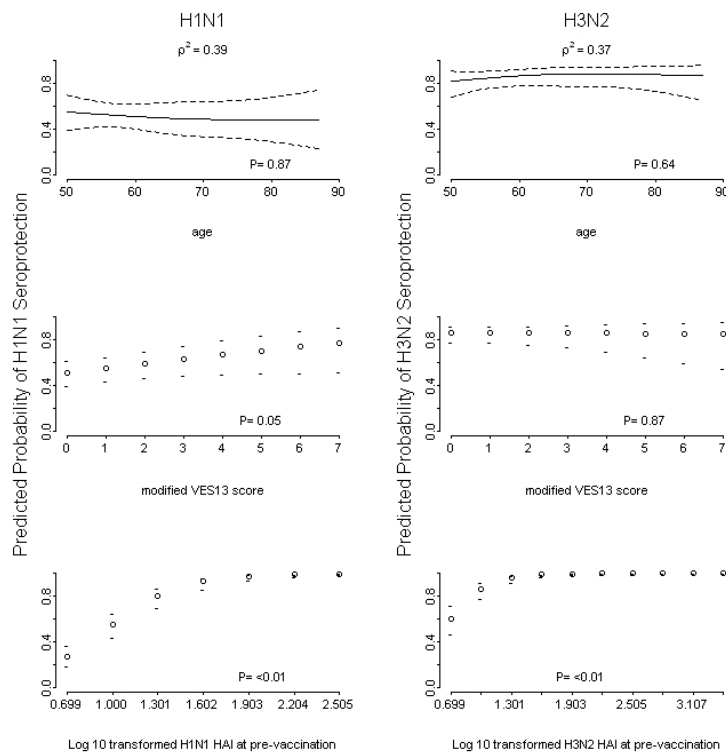 H1N1
ρ² = 0.39
0.0 0.4 0.8
P= 0.87
50 60 70 80 90
age
Predicted Probability of H1N1 Seroprotection
0.0 0.4 0.8
P= 0.05
0 1 2 3 4 5 6 7
modified VES13 score
0.0 0.4 0.8
P= <0.01
0.699 1.000 1.301 1.602 1.903 2.204 2.505
Log 10 transformed H1N1 HAI at pre-vaccination
H3N2
ρ² = 0.37
0.0 0.4 0.8
P= 0.64
50 60 70 80 90
age
Predicted Probability of H3N2 Seroprotection
0.0 0.4 0.8
P= 0.87
0 1 2 3 4 5 6 7
modified VES13 score
0.0 0.4 0.8
P= <0.01
0.699 1.301 1.903 2.505 3.107
Log 10 transformed H3N2 HAI at pre-vaccination